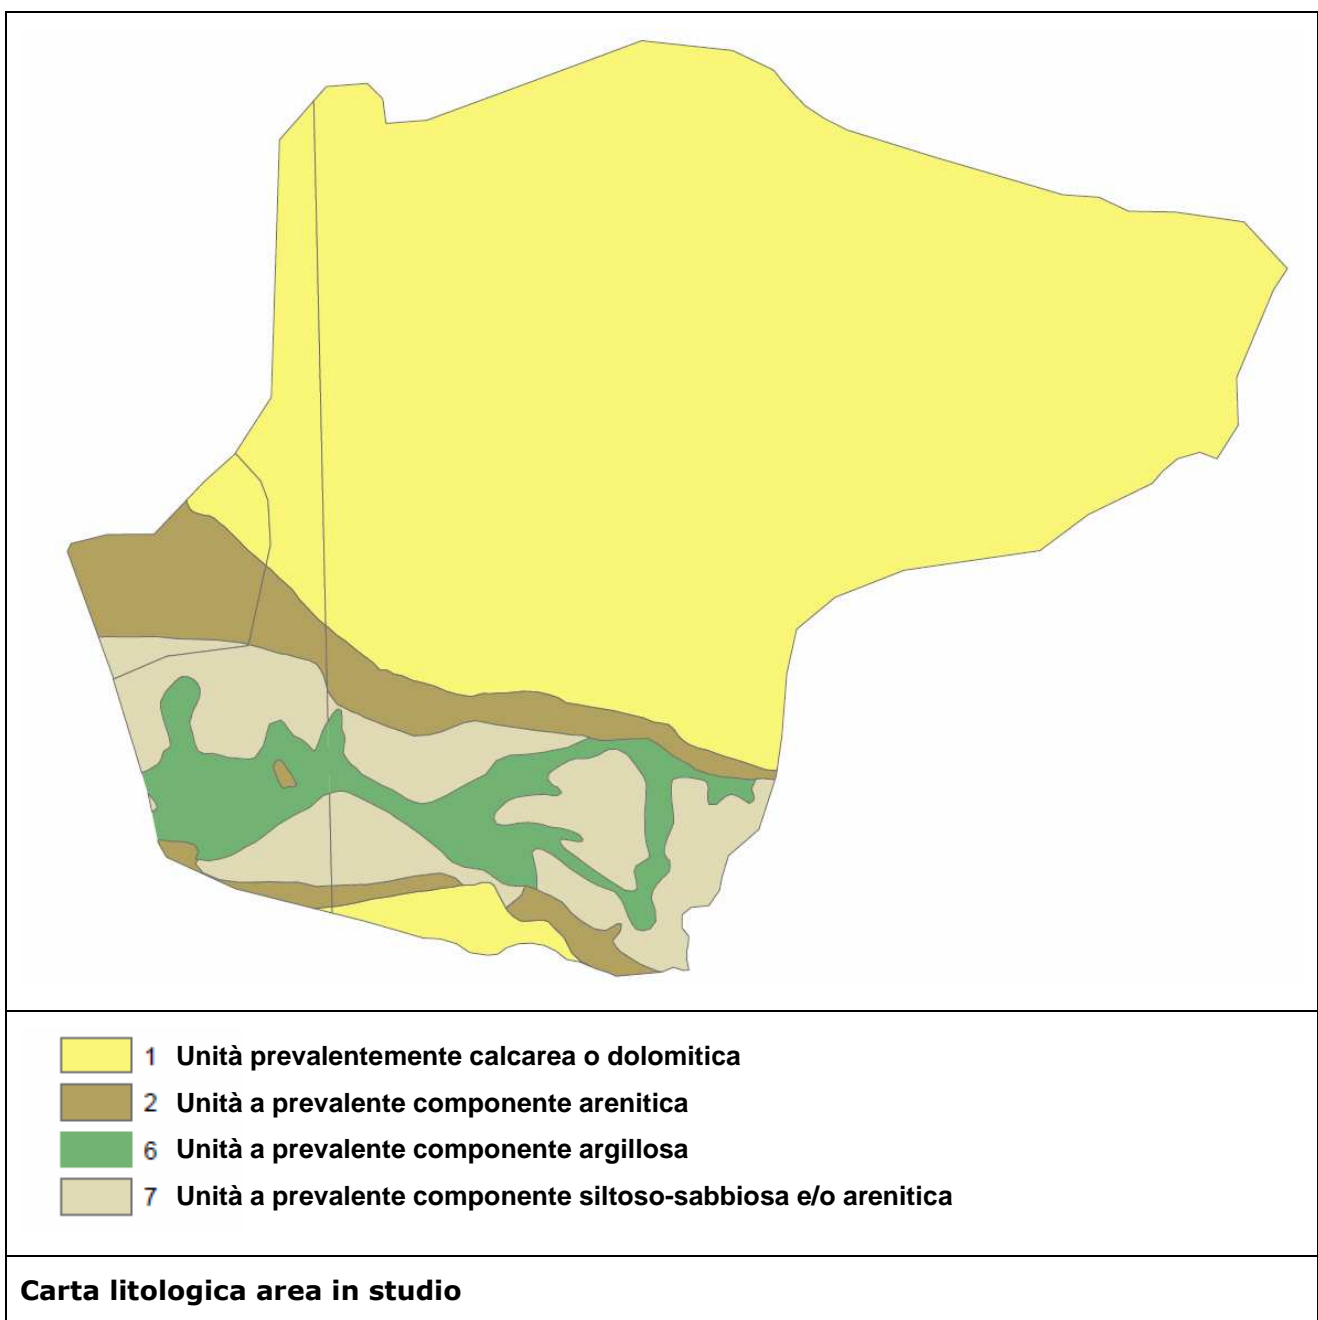 1 Unità prevalentemente calcarea o dolomitica
2 Unità a prevalente componente arenitica
6 Unità a prevalente componente argillosa
7 Unità a prevalente componente siltoso-sabbiosa e/o arenitica
Carta litologica area in studio